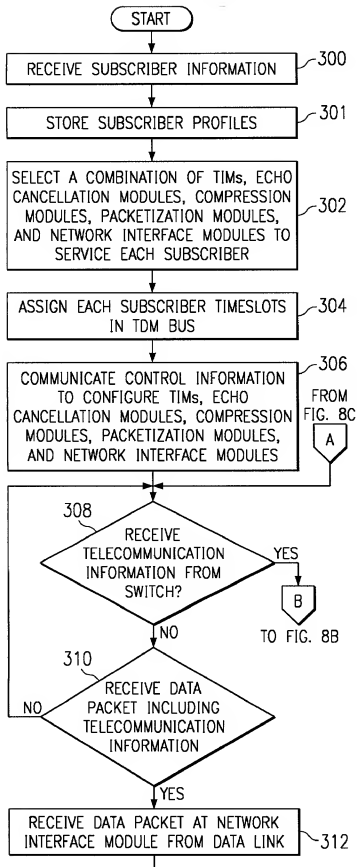 START
RECEIVE SUBSCRIBER INFORMATION
300
STORE SUBSCRIBER PROFILES
301
SELECT A COMBINATION OF TIMs, ECHO
CANCELLATION MODULES, COMPRESSION
MODULES, PACKETIZATION MODULES,
AND NETWORK INTERFACE MODULES TO
SERVICE EACH SUBSCRIBER
302
ASSIGN EACH SUBSCRIBER TIMESLOTS
IN TDM BUS
304
COMMUNICATE CONTROL INFORMATION
TO CONFIGURE TIMs, ECHO
CANCELLATION MODULES, COMPRESSION
MODULES, PACKETIZATION MODULES,
AND NETWORK INTERFACE MODULES
306
FROM
FIG. 8C
A
308
RECEIVE
TELECOMMUNICATION
INFORMATION FROM
SWITCH?
YES
B
TO FIG. 8B
NO
310
RECEIVE DATA
PACKET INCLUDING
TELECOMMUNICATION
INFORMATION
NO
YES
RECEIVE DATA PACKET AT NETWORK
INTERFACE MODULE FROM DATA LINK
312